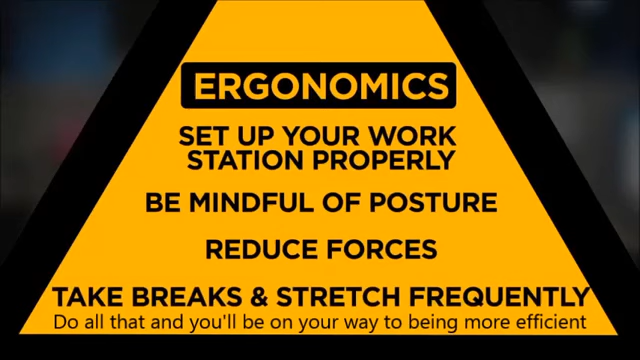 ERGONOMICS
SET UP YOUR WORK
STATION PROPERLY
BE MINDFUL OF POSTURE
REDUCE FORCES
TAKE BREAKS & STRETCH FREQUENTLY
Do all that and you'll be on your way to being more efficient